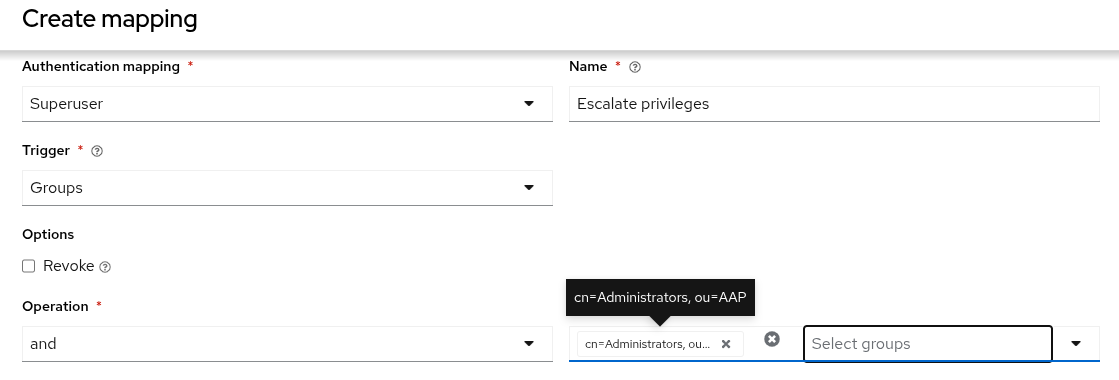 Create mapping
Authentication mapping *
Name *
Superuser
Escalate privileges
Trigger *
Groups
Options
Revoke
Operation *
cn=Administrators, ou=AAP
and
cn=Administrators, ou...
Select groups